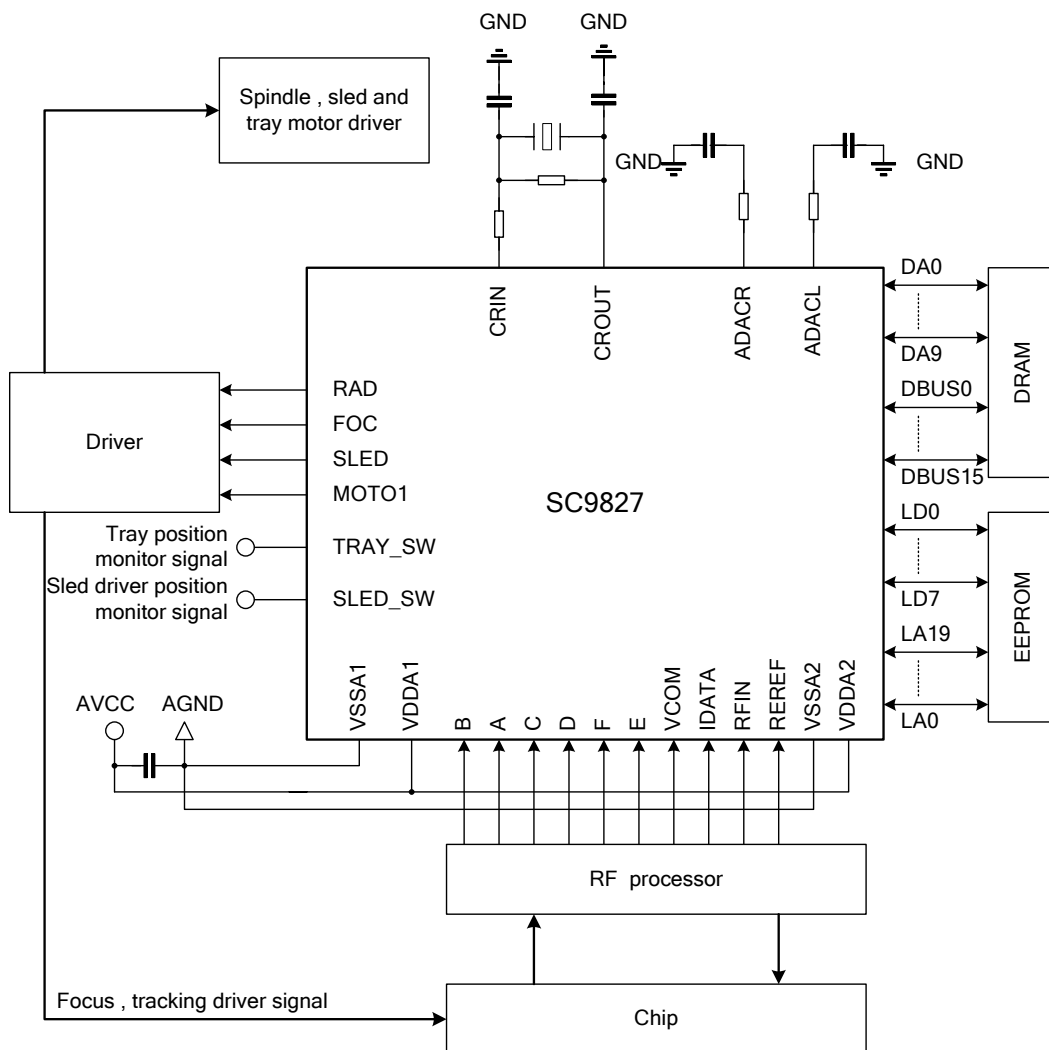 GND
GND
Spindle , sled and
tray motor driver
GND
GND
CRIN
CROUT
ADACR
ADACL
DA0
DA9
DBUS0
DBUS15
DRAM
RAD
FOC
SLED
MOTO1
Driver
SC9827
Tray position
monitor signal
TRAY_SW
Sled driver position
monitor signal
SLED_SW
LD0
LD7
LA19
LA0
EEPROM
AVCC
AGND
VSSA1
VDDA1
B
A
C
D
F
E
VCOM
IDATA
RFIN
REREF
VSSA2
VDDA2
RF processor
Focus , tracking driver signal
Chip